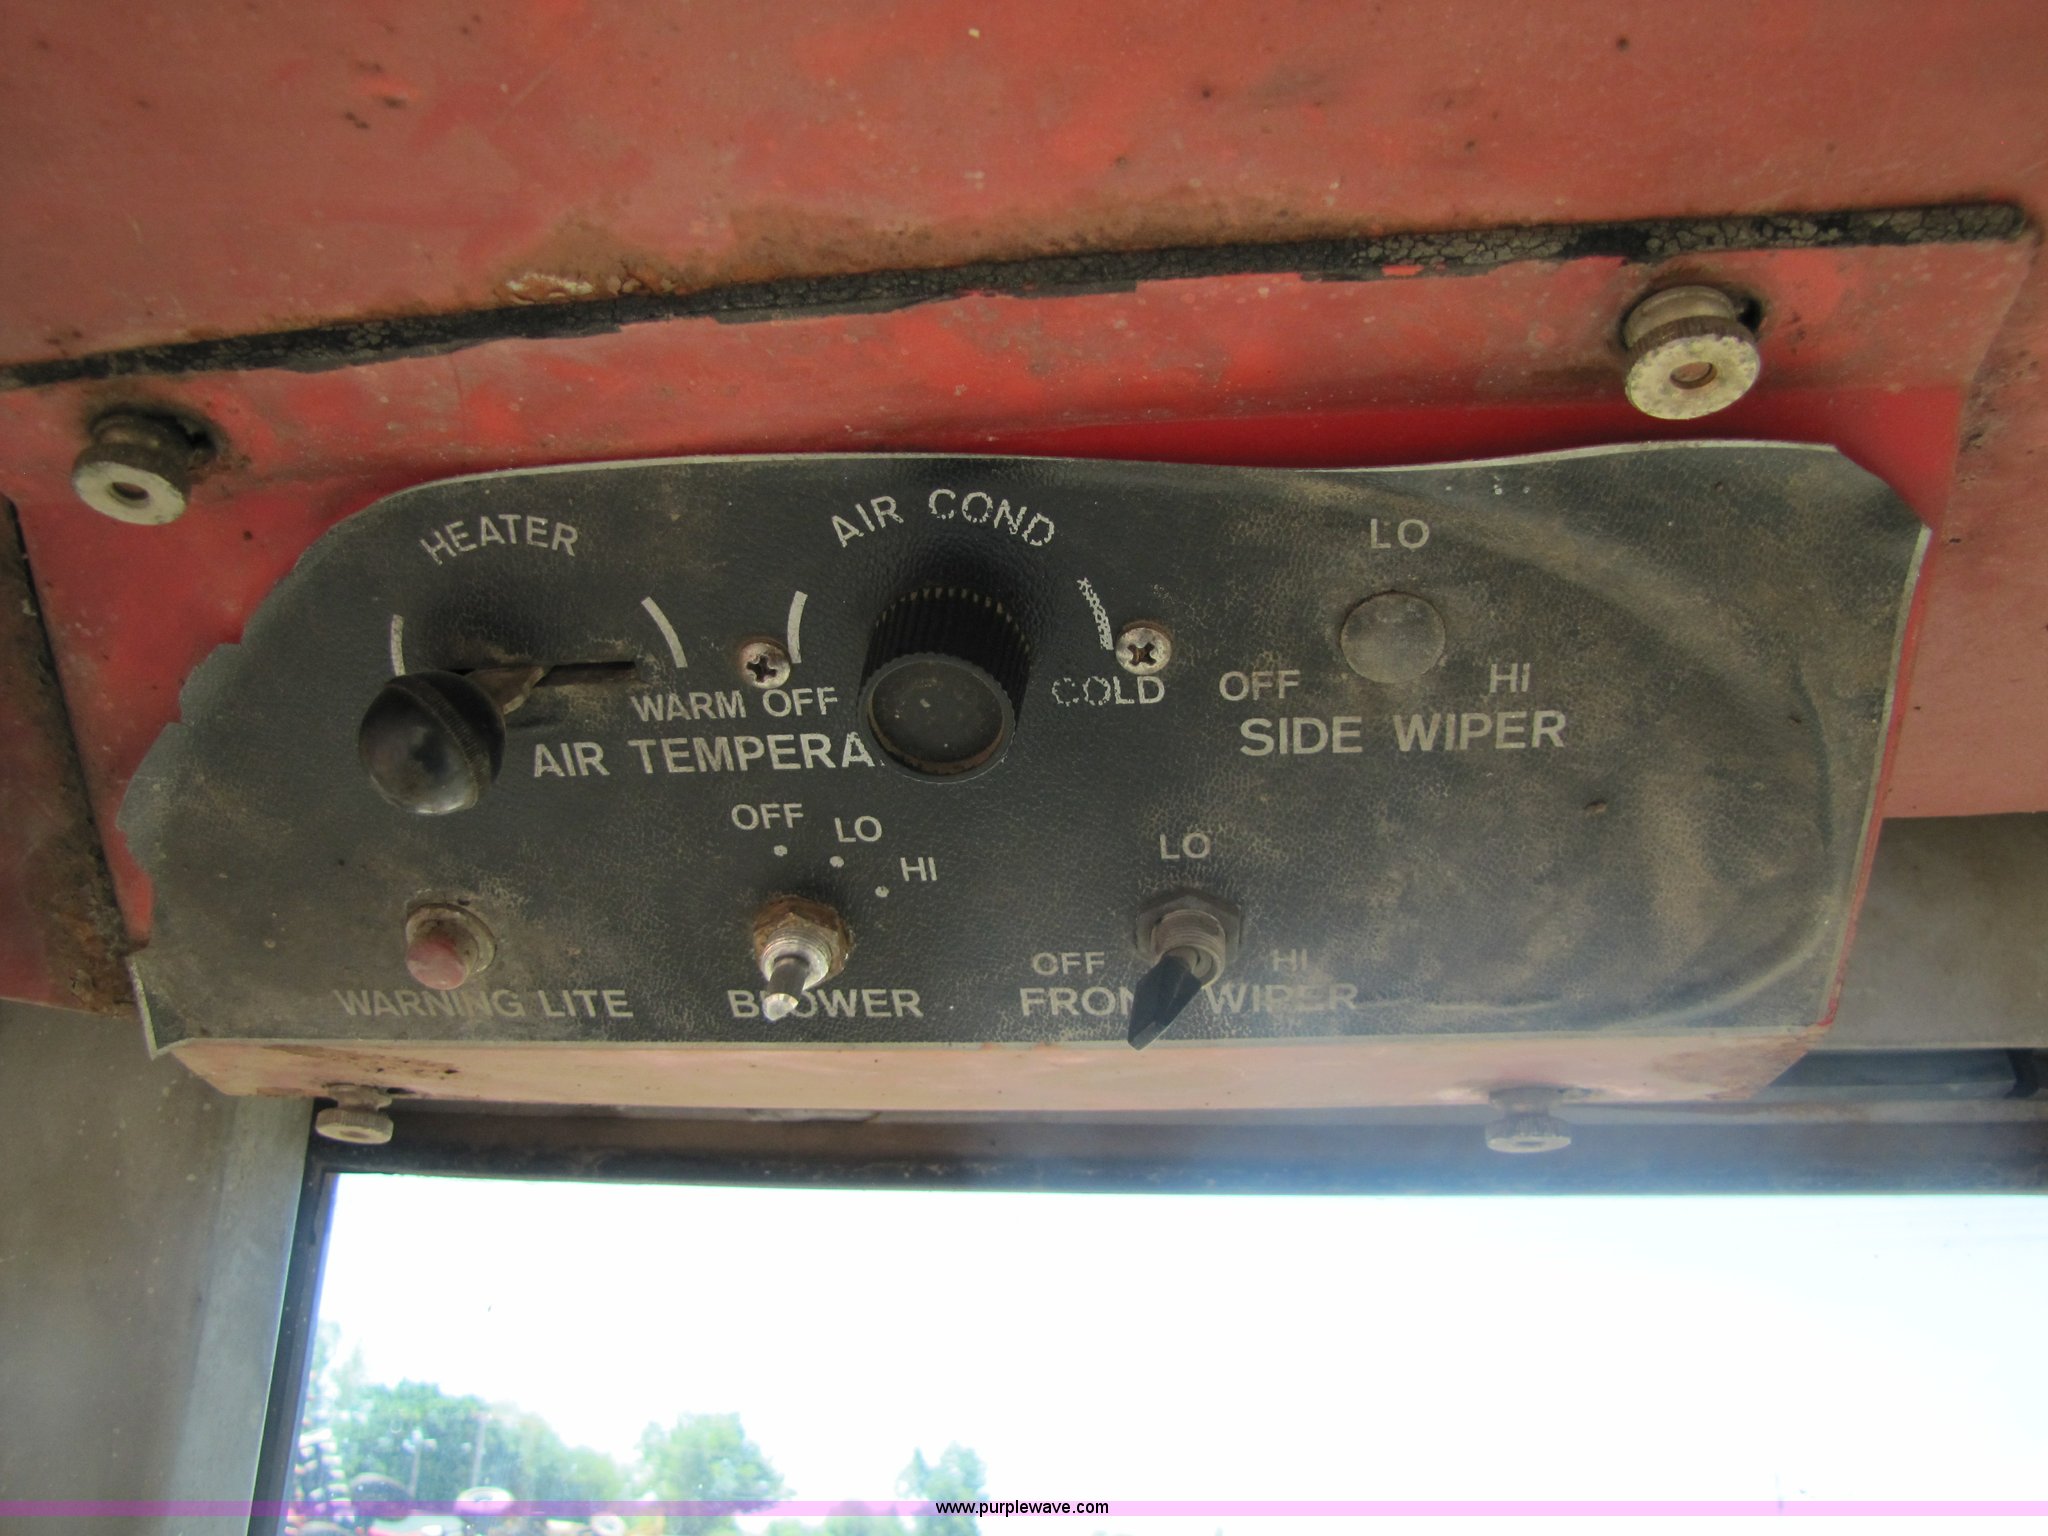 HEATER
AIR COND
LO
WARM OFF
COLD
OFF
HI
AIR TEMPERA
SIDE WIPER
OFF
LO
HI
LO
OFF
HI
WARNING LITE
BLOWER
FRONT WIPER
www.purplewave.com